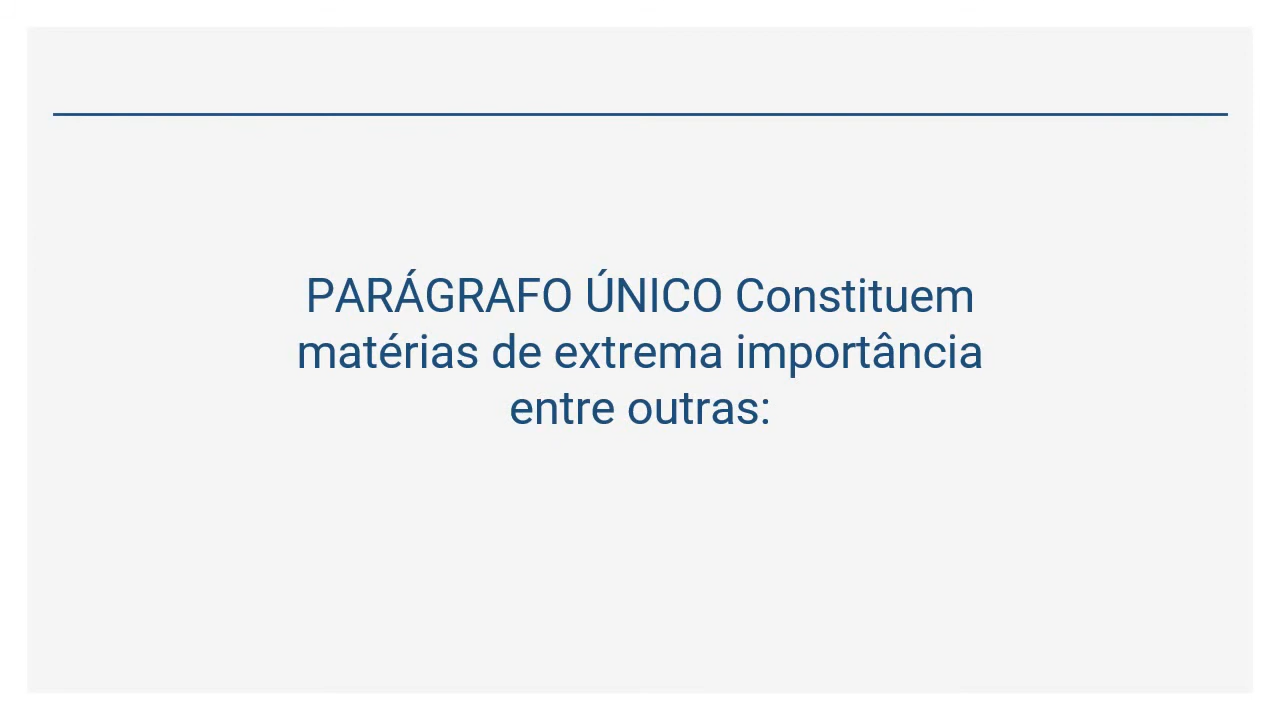 PARÁGRAFO ÚNICO Constituem
matérias de extrema importância
entre outras: